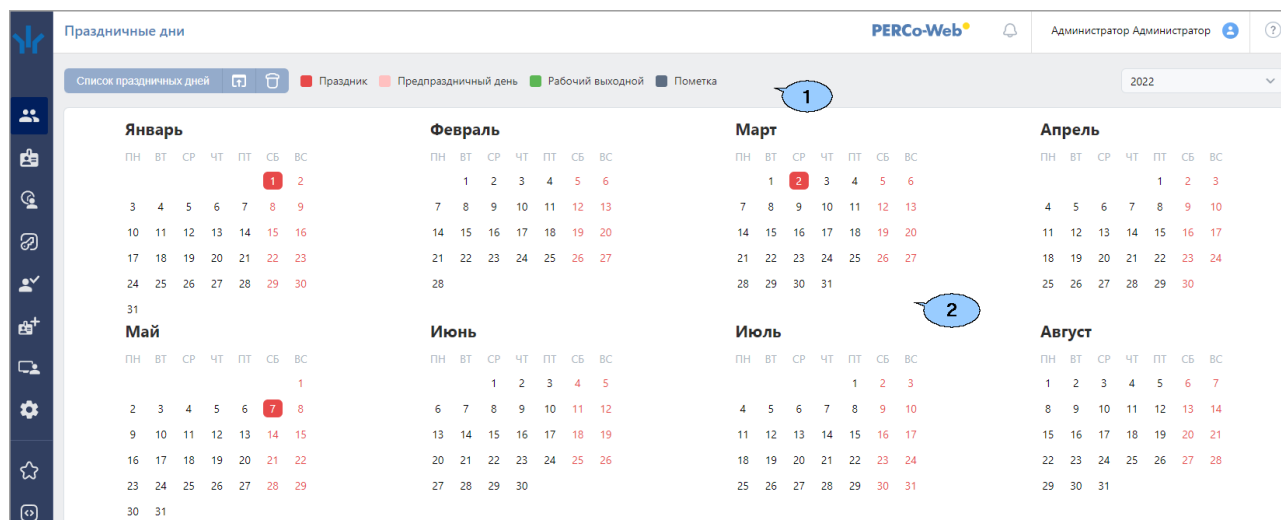 Праздничные дни PERCo-Web Администратор Администратор ?
Список праздничных дней Праздник Предпраздничный день Рабочий выходной Пометка 1 2022
Январь Февраль Март Апрель
ПН ВТ СР ЧТ ПТ СБ ВС ПН ВТ СР ЧТ ПТ СБ ВС ПН ВТ СР ЧТ ПТ СБ ВС ПН ВТ СР ЧТ ПТ СБ ВС
1 2 1 2 3 4 5 6 1 2 3 4 5 6 1 2 3
3 4 5 6 7 8 9 7 8 9 10 11 12 13 7 8 9 10 11 12 13 4 5 6 7 8 9 10
10 11 12 13 14 15 16 14 15 16 17 18 19 20 14 15 16 17 18 19 20 11 12 13 14 15 16 17
17 18 19 20 21 22 23 21 22 23 24 25 26 27 21 22 23 24 25 26 27 18 19 20 21 22 23 24
24 25 26 27 28 29 30 28 28 29 30 31 25 26 27 28 29 30
31 2
Май Июнь Июль Август
ПН ВТ СР ЧТ ПТ СБ ВС ПН ВТ СР ЧТ ПТ СБ ВС ПН ВТ СР ЧТ ПТ СБ ВС ПН ВТ СР ЧТ ПТ СБ ВС
1 1 2 3 4 5 1 2 3 1 2 3 4 5 6 7
2 3 4 5 6 7 8 6 7 8 9 10 11 12 4 5 6 7 8 9 10 8 9 10 11 12 13 14
9 10 11 12 13 14 15 13 14 15 16 17 18 19 11 12 13 14 15 16 17 15 16 17 18 19 20 21
16 17 18 19 20 21 22 20 21 22 23 24 25 26 18 19 20 21 22 23 24 22 23 24 25 26 27 28
23 24 25 26 27 28 29 27 28 29 30 25 26 27 28 29 30 31 29 30 31
30 31